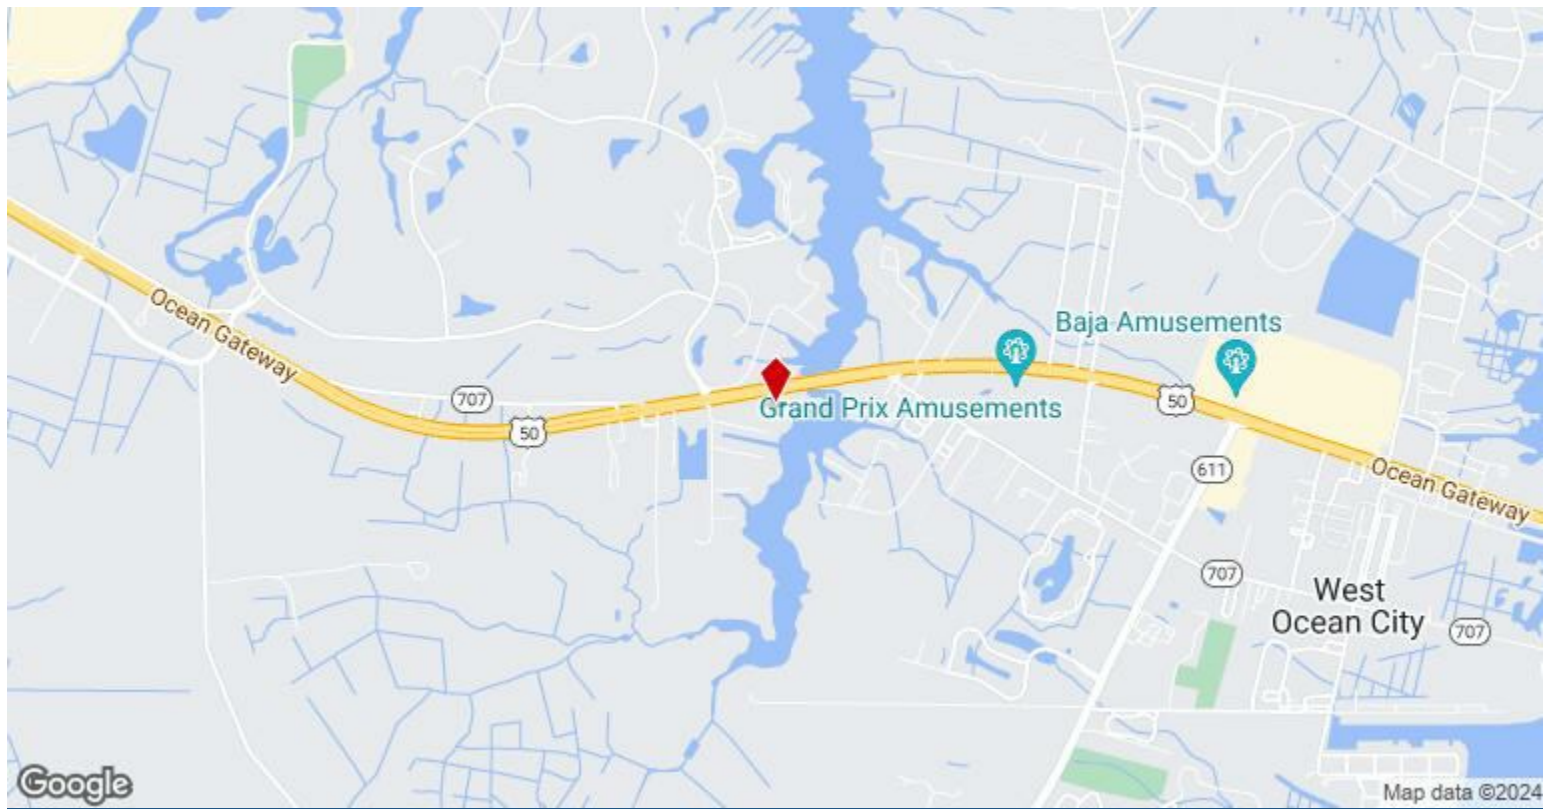 Baja Amusements
Ocean Gateway
707
50
Grand Prix Amusements
50
50
611
Ocean Gateway
707
West
Ocean City
707
Google
Map data ©2024